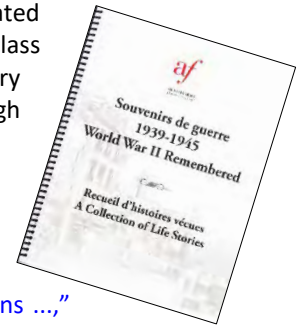 ated
lass
ry
gh
af
Souvenirs de guerre
1939-1945
World War II Remembered
Recueil d'histoires vécues
A Collection of Life Stories
ns ...,”